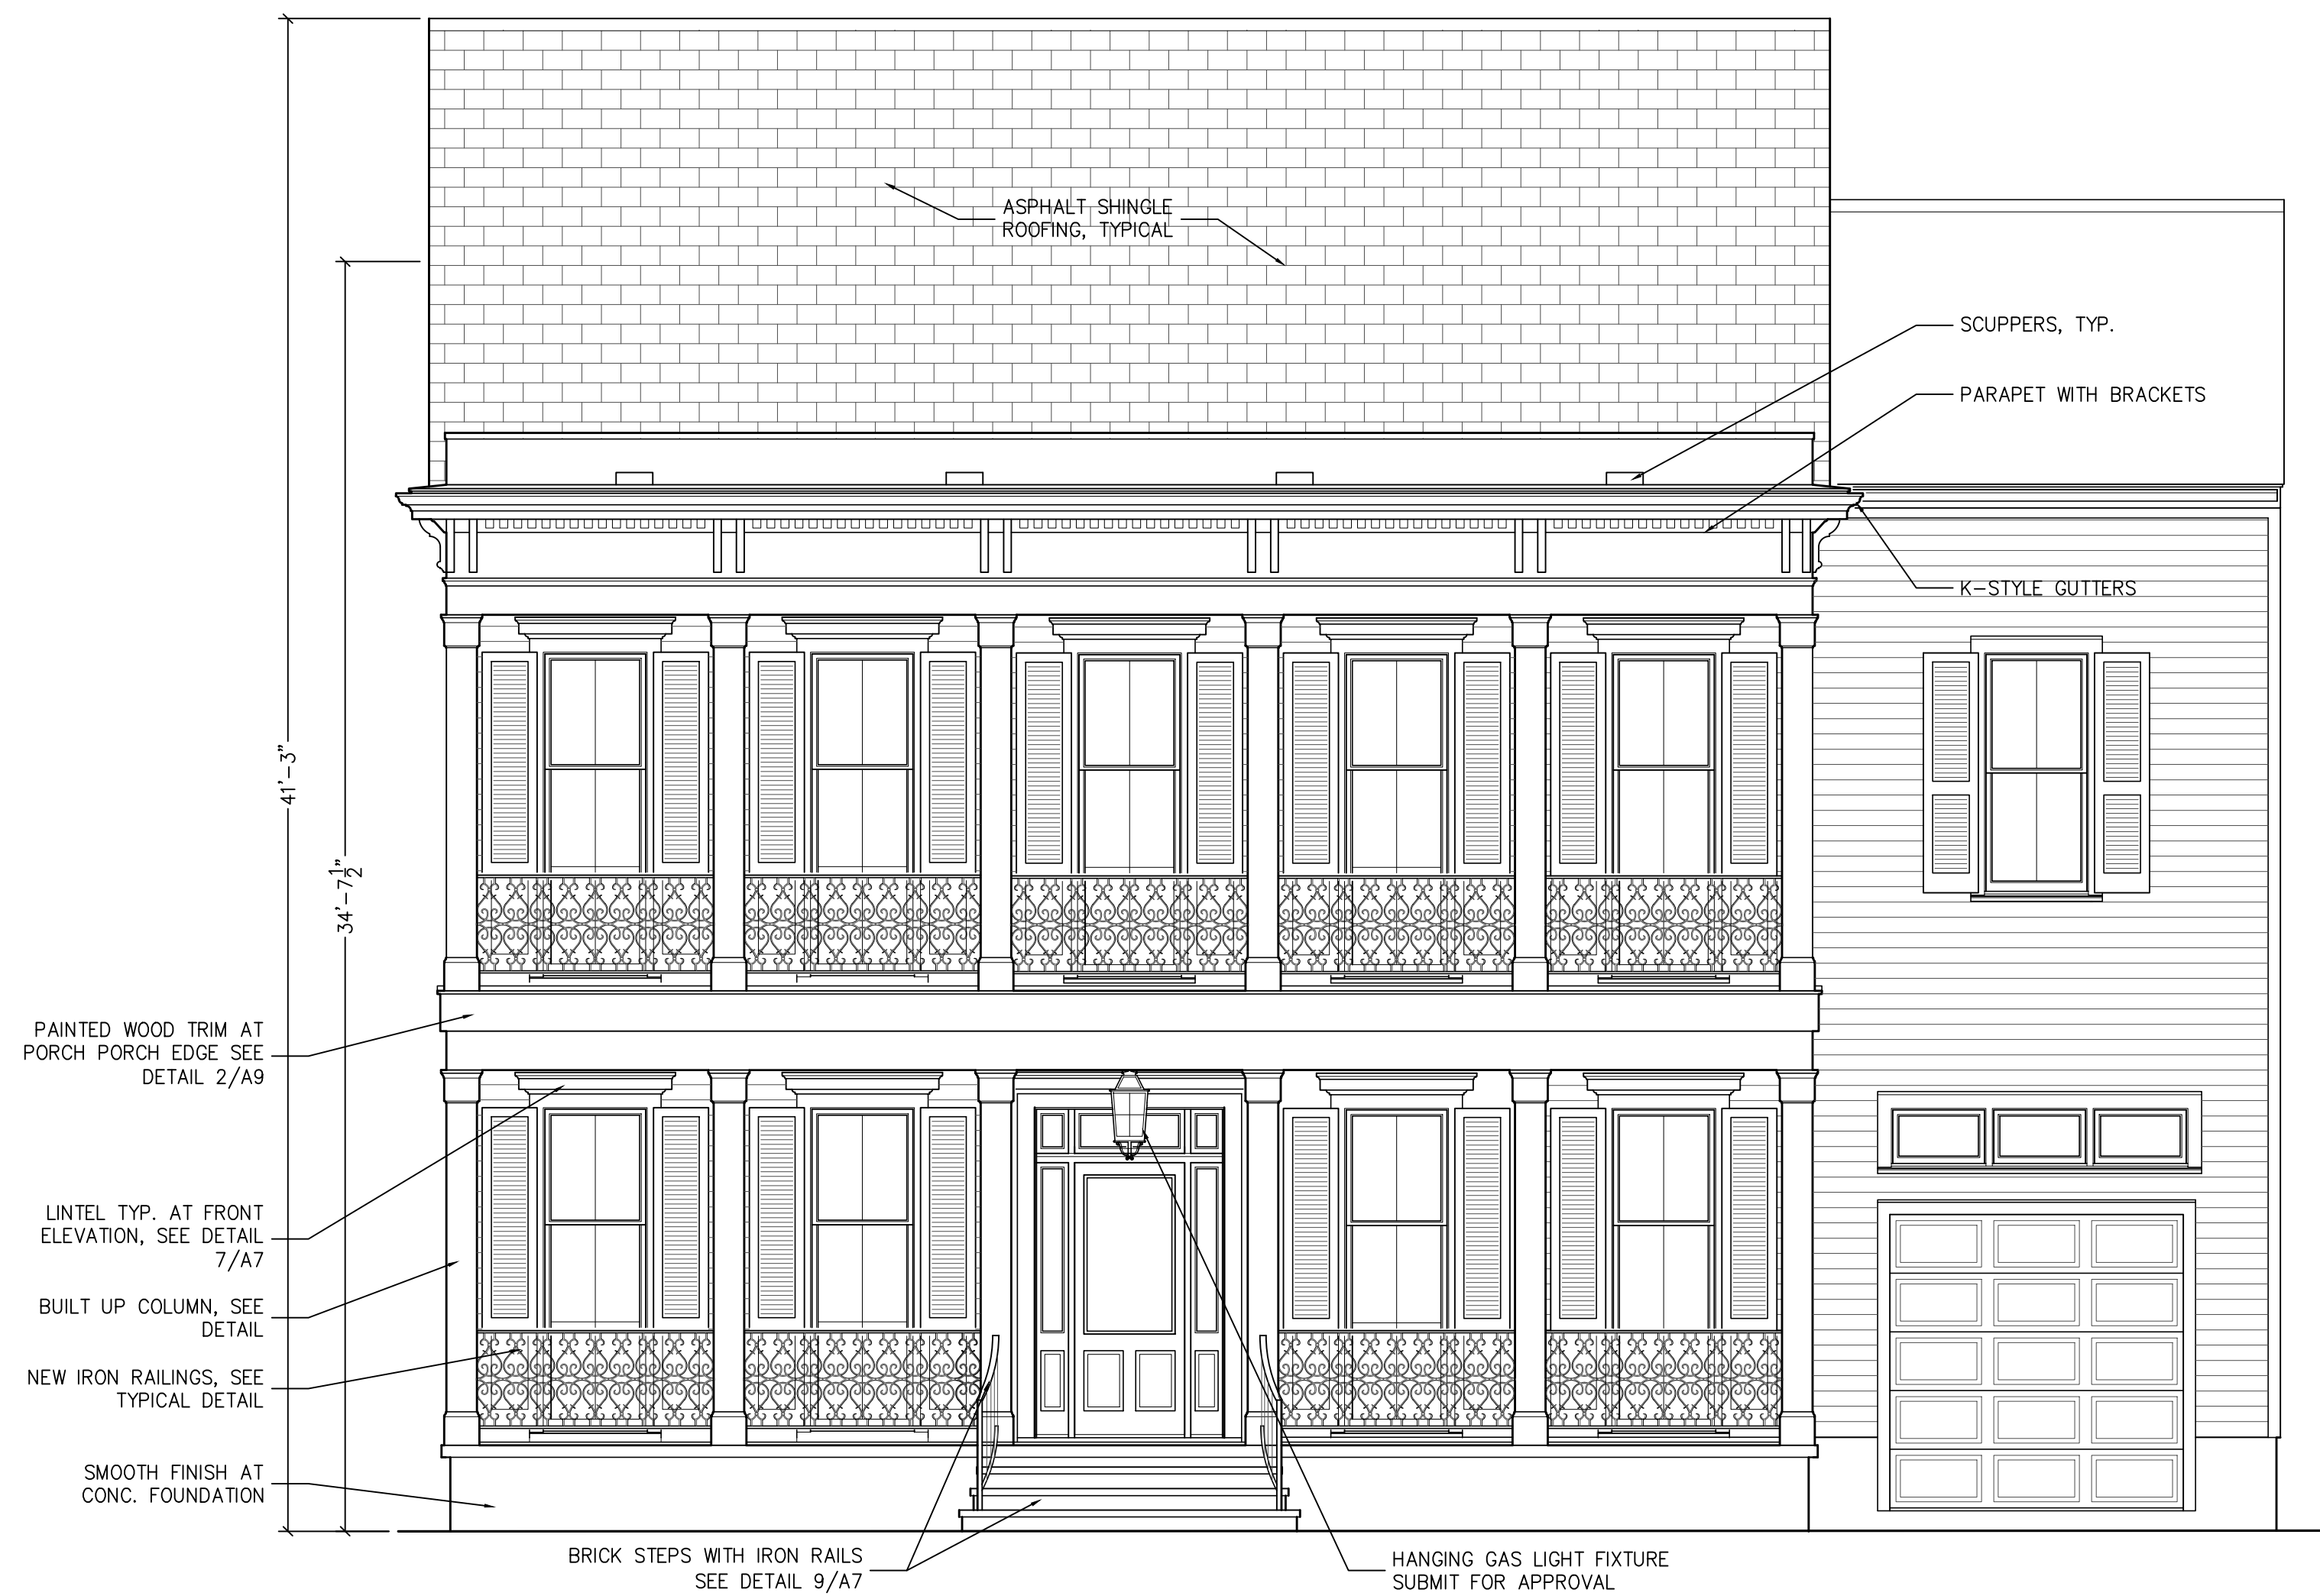 ASPHALT SHINGLE
ROOFING, TYPICAL
SCUPPERS, TYP.
PARAPET WITH BRACKETS
K-STYLE GUTTERS
41'-3"
34'-7 1/2"
PAINTED WOOD TRIM AT
PORCH PORCH EDGE SEE
DETAIL 2/A9
LINTEL TYP. AT FRONT
ELEVATION, SEE DETAIL
7/A7
BUILT UP COLUMN, SEE
DETAIL
NEW IRON RAILINGS, SEE
TYPICAL DETAIL
SMOOTH FINISH AT
CONC. FOUNDATION
BRICK STEPS WITH IRON RAILS
SEE DETAIL 9/A7
HANGING GAS LIGHT FIXTURE
SUBMIT FOR APPROVAL